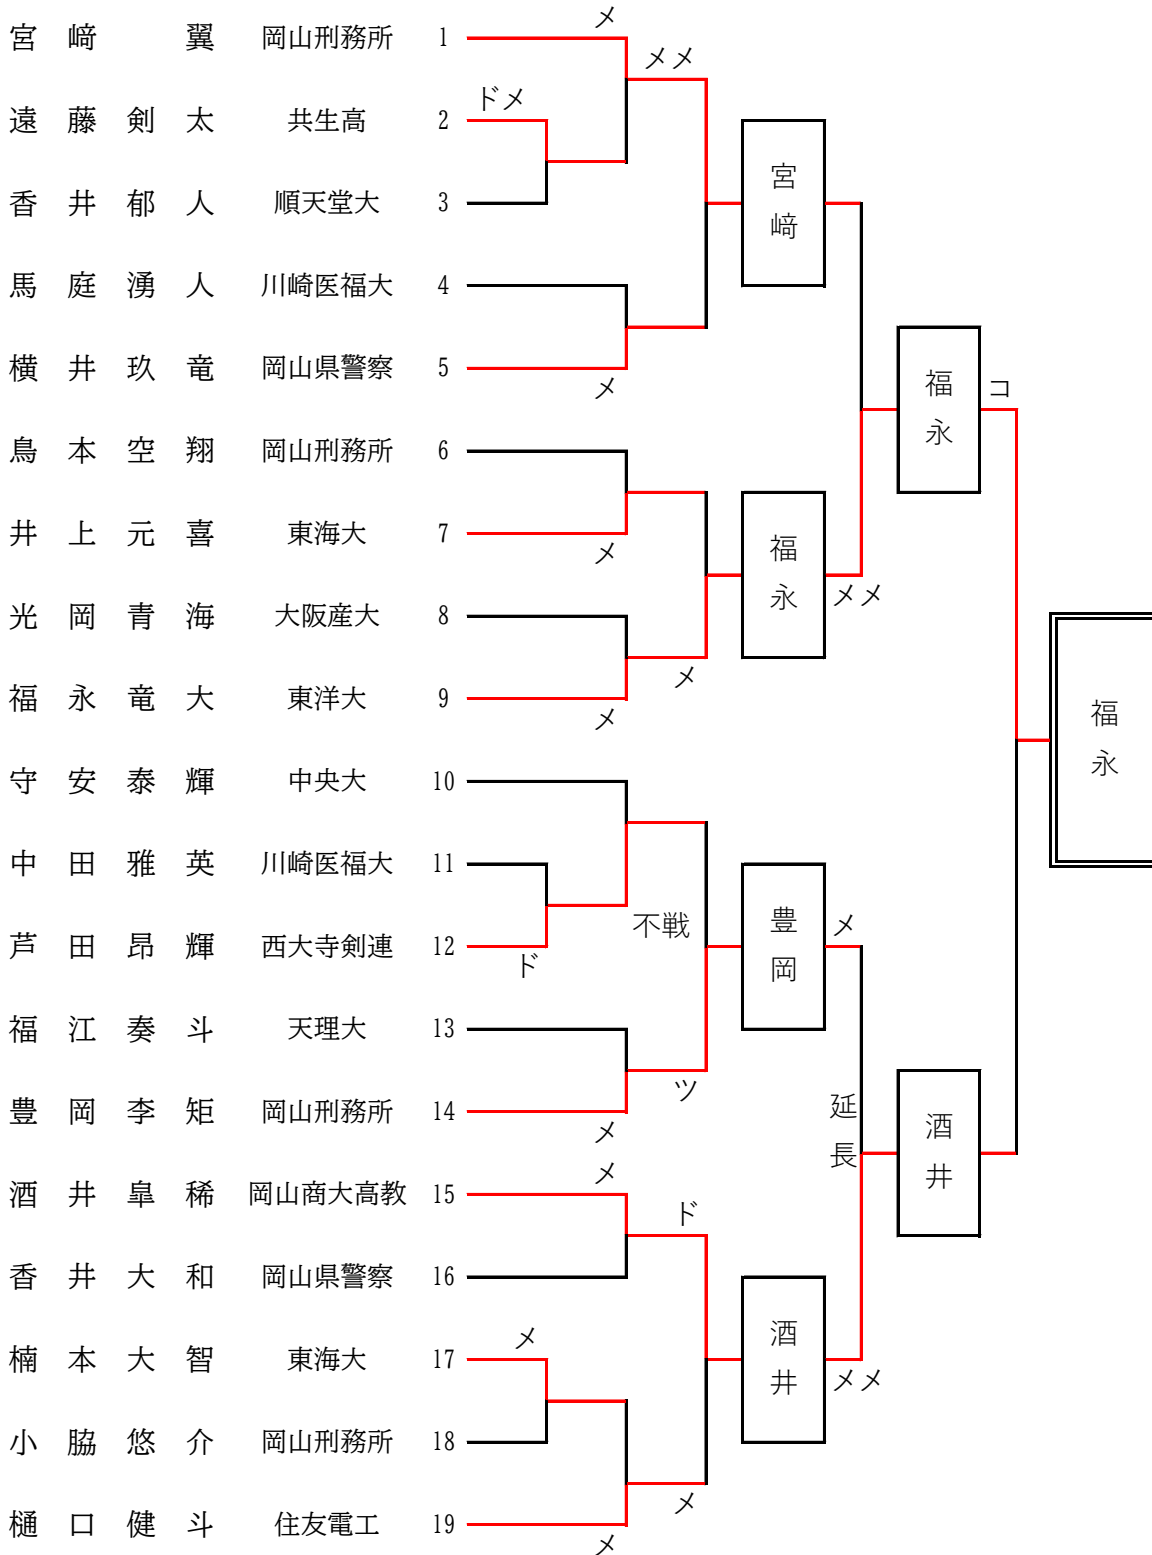 宮﨑　翼 岡山刑務所 1
遠藤剣太 共生高 2
香井郁人 順天堂大 3
馬庭湧人 川崎医福大 4
横井玖竜 岡山県警察 5
鳥本空翔 岡山刑務所 6
井上元喜 東海大 7
光岡青海 大阪産大 8
福永竜大 東洋大 9
守安泰輝 中央大 10
中田雅英 川崎医福大 11
芦田昂輝 西大寺剣連 12
福江奏斗 天理大 13
豊岡李矩 岡山刑務所 14
酒井皐稀 岡山商大高教 15
香井大和 岡山県警察 16
楠本大智 東海大 17
小脇悠介 岡山刑務所 18
樋口健斗 住友電工 19
ドメ
ド
メ
メ
メ
メ
メ
メ
メ
メ
メ
メメ
メ
不戦
ツ
ド
メ
宮﨑
福永
メメ
豊岡
メ
延長
酒井
メメ
福永
コ
酒井
福永